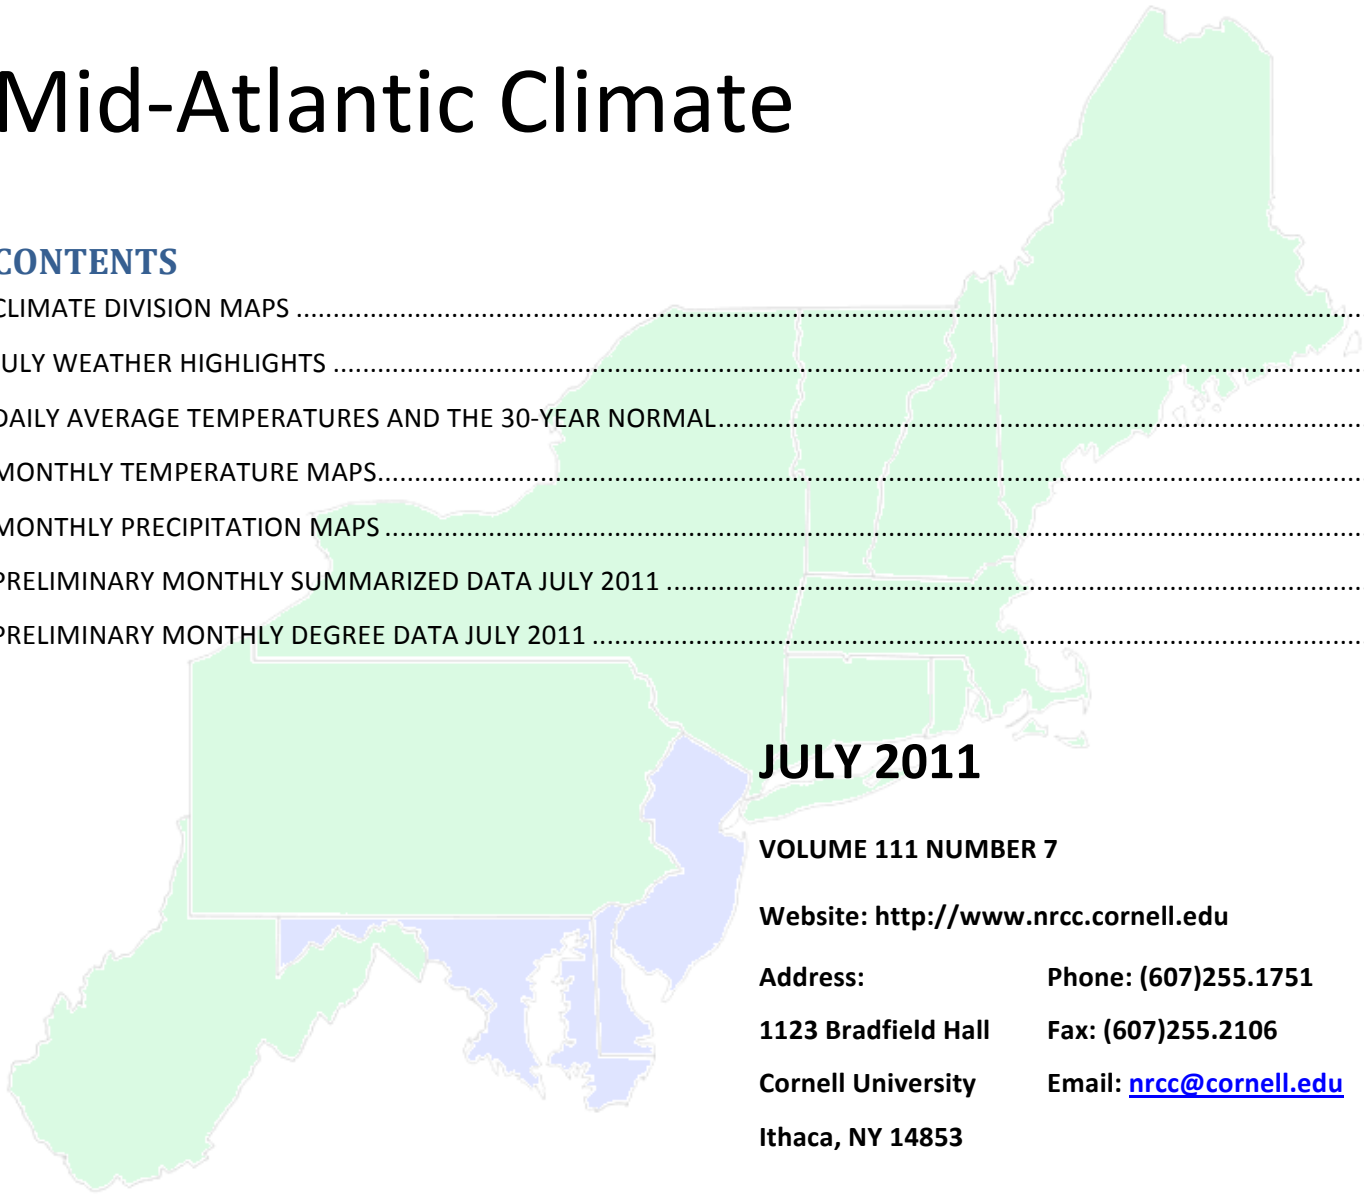 Mid-Atlantic Climate
CONTENTS
CLIMATE DIVISION MAPS ................................................................
ULY WEATHER HIGHLIGHTS ................................................................
DAILY AVERAGE TEMPERATURES AND THE 30-YEAR NORMAL................................................................
MONTHLY TEMPERATURE MAPS................................................................
MONTHLY PRECIPITATION MAPS ................................................................
PRELIMINARY MONTHLY SUMMARIZED DATA JULY 2011 ................................................................
PRELIMINARY MONTHLY DEGREE DATA JULY 2011 ................................................................
JULY 2011
VOLUME 111 NUMBER 7
Website: http://www.nrcc.cornell.edu
Address: Phone: (607)255.1751
1123 Bradfield Hall Fax: (607)255.2106
Cornell University Email: nrcc@cornell.edu
Ithaca, NY 14853